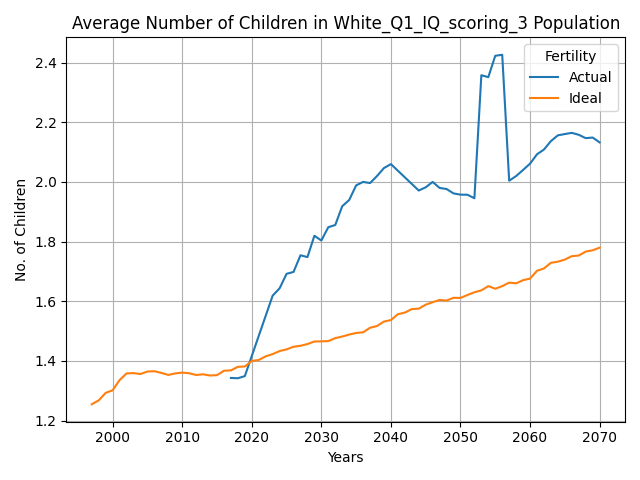 Average Number of Children in White_Q1_IQ_scoring_3 Population
Fertility
Actual
Ideal
No. of Children
2.4
2.2
2.0
1.8
1.6
1.4
1.2
2000 2010 2020 2030 2040 2050 2060 2070
Years